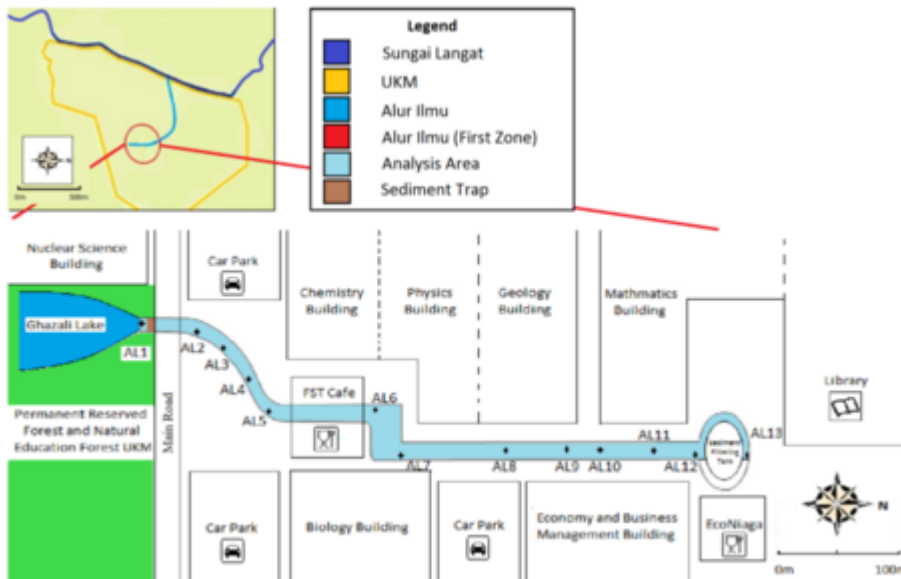 Legend
Sungai Langat
UKM
Alur Ilmu
Alur Ilmu (First Zone)
Analysis Area
Sediment Trap
N
0m
300m
Nuclear Science
Building
Car Park
Chemistry
Building
Physics
Building
Geology
Building
Mathmatics
Building
Ghazali Lake
AL1
AL2
AL3
AL4
AL5
FST Cafe
AL6
AL7
AL8
AL9
AL10
AL11
AL12
AL13
Sediment
Filtering
Tank
Library
Permanent Reserved
Forest and Natural
Education Forest UKM
Main Road
Car Park
Biology Building
Car Park
Economy and Business
Management Building
EcoNiaga
N
0m
100m